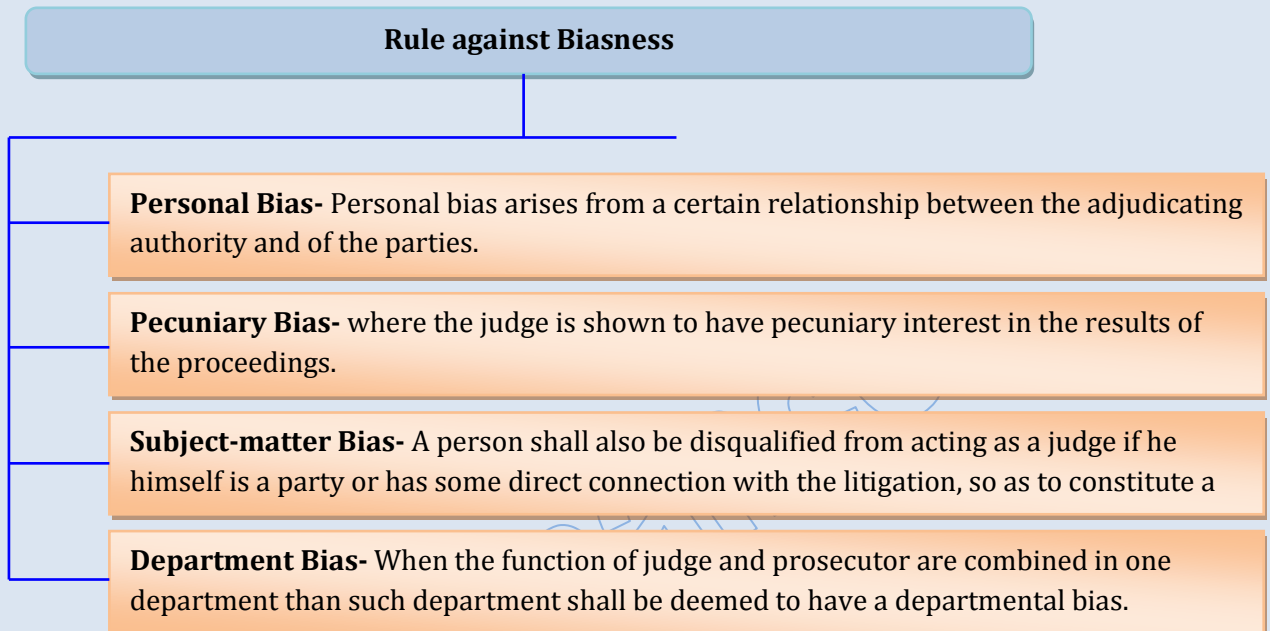 Rule against Biasness
Personal Bias- Personal bias arises from a certain relationship between the adjudicating
authority and of the parties.
Pecuniary Bias- where the judge is shown to have pecuniary interest in the results of
the proceedings.
Subject-matter Bias- A person shall also be disqualified from acting as a judge if he
himself is a party or has some direct connection with the litigation, so as to constitute a
Department Bias- When the function of judge and prosecutor are combined in one
department than such department shall be deemed to have a departmental bias.